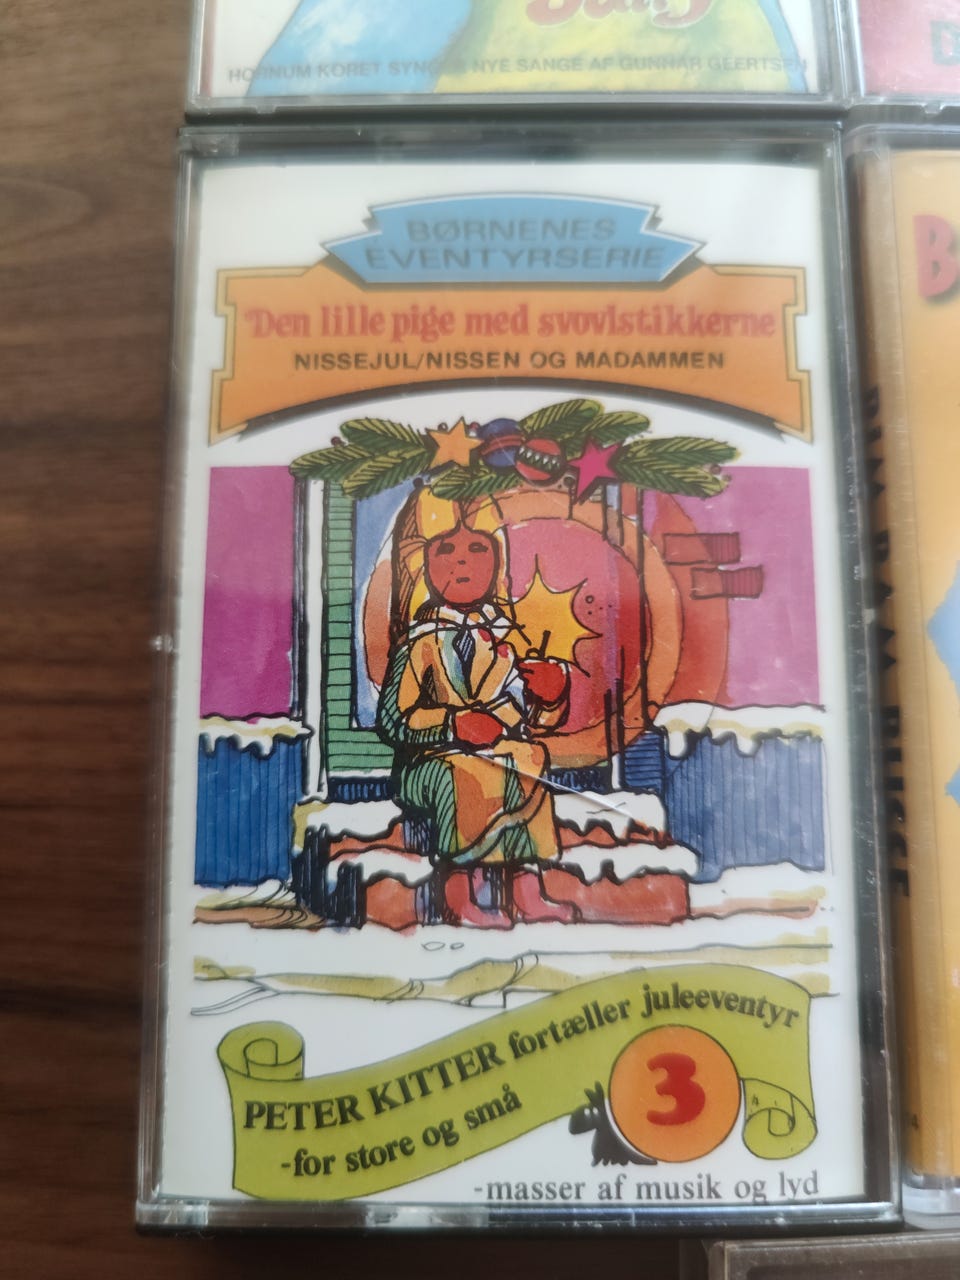 HORNUM KORET SYNGER NYE SANGE AF GUNNAR GEERTSEN
BØRNENES
EVENTYRSERIE
Den lille pige med svovlstikkerne
NISSEJUL/NISSEN OG MADAMMEN
PETER KITTER fortæller juleeventyr
-for store og små
3
-masser af musik og lyd
B